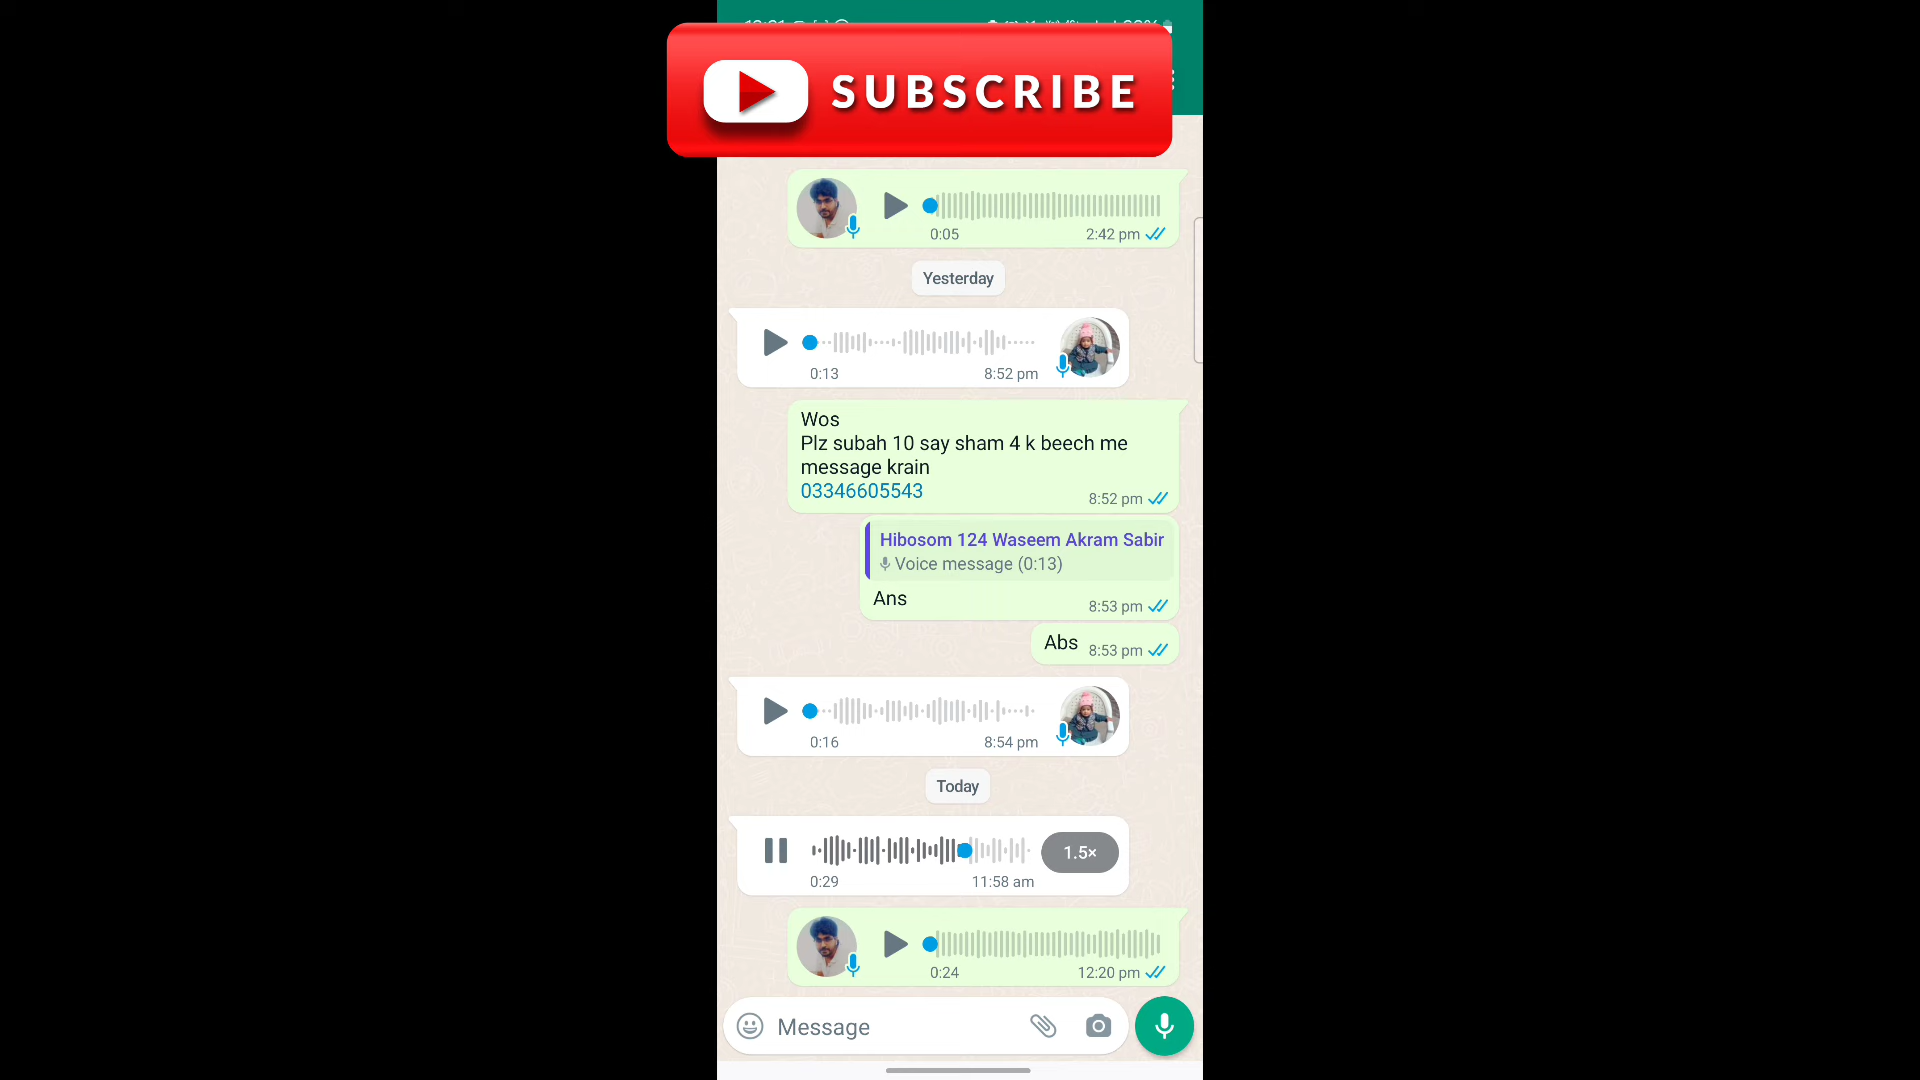 SUBSCRIBE
0:05 2:42 pm
Yesterday
0:13 8:52 pm
Wos
Plz subah 10 say sham 4 k beech me
message krain
03346605543
8:52 pm
Hibosom 124 Waseem Akram Sabir
Voice message (0:13)
Ans 8:53 pm
Abs 8:53 pm
0:16 8:54 pm
Today
1.5×
0:29 11:58 am
0:24 12:20 pm
Message